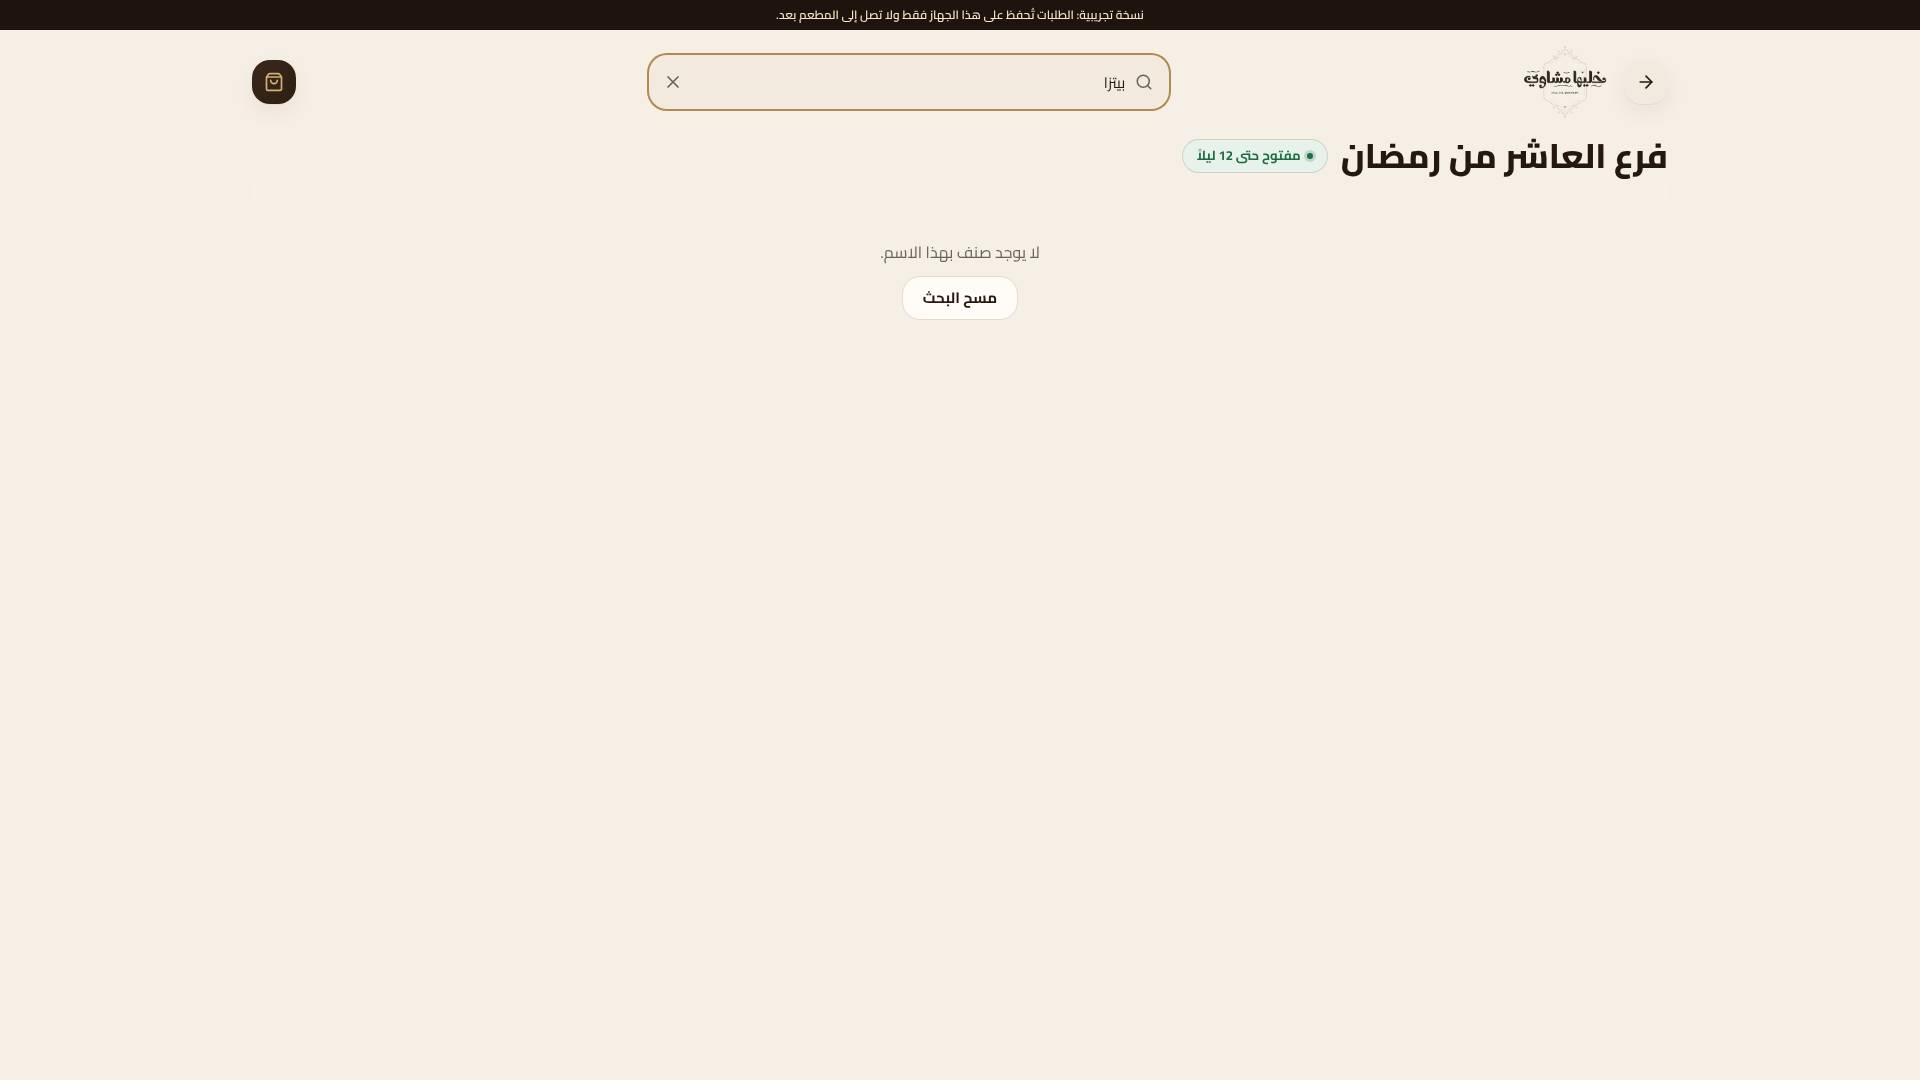 نسخة تجريبية: الطلبات تُحفظ على هذا الجهاز فقط ولا تصل إلى المطعم بعد.
خليها مشاوي
بيتزا
فرع العاشر من رمضان
مفتوح حتى 12 ليلاً
لا يوجد صنف بهذا الاسم.
مسح البحث